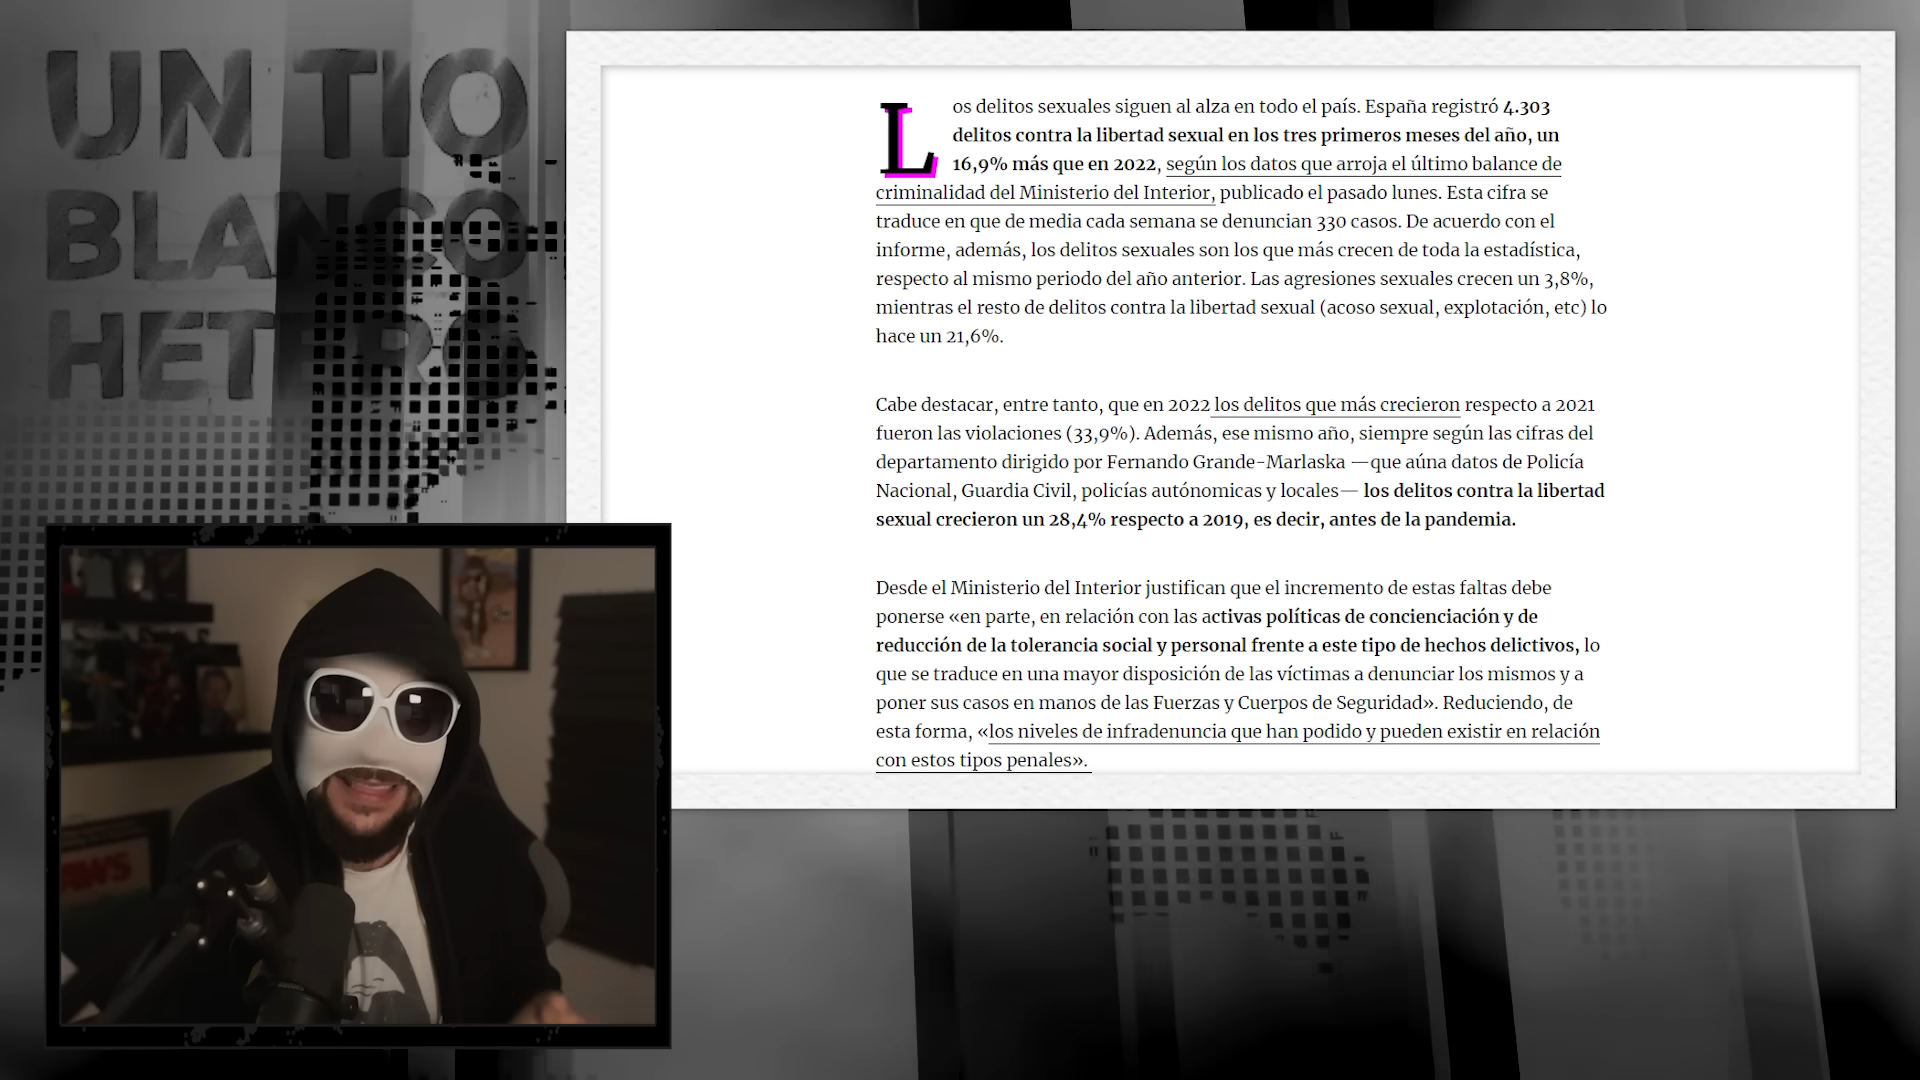 UN TIO
BLANCO
HETERO
Los delitos sexuales siguen al alza en todo el país. España registró 4.303
delitos contra la libertad sexual en los tres primeros meses del año, un
16,9% más que en 2022, según los datos que arroja el último balance de
criminalidad del Ministerio del Interior, publicado el pasado lunes. Esta cifra se
traduce en que de media cada semana se denuncian 330 casos. De acuerdo con el
informe, además, los delitos sexuales son los que más crecen de toda la estadística,
respecto al mismo periodo del año anterior. Las agresiones sexuales crecen un 3,8%,
mientras el resto de delitos contra la libertad sexual (acoso sexual, explotación, etc) lo
hace un 21,6%.
Cabe destacar, entre tanto, que en 2022 los delitos que más crecieron respecto a 2021
fueron las violaciones (33,9%). Además, ese mismo año, siempre según las cifras del
departamento dirigido por Fernando Grande-Marlaska —que aúna datos de Policía
Nacional, Guardia Civil, policías autónomicas y locales— los delitos contra la libertad
sexual crecieron un 28,4% respecto a 2019, es decir, antes de la pandemia.
Desde el Ministerio del Interior justifican que el incremento de estas faltas debe
ponerse «en parte, en relación con las activas políticas de concienciación y de
reducción de la tolerancia social y personal frente a este tipo de hechos delictivos, lo
que se traduce en una mayor disposición de las víctimas a denunciar los mismos y a
poner sus casos en manos de las Fuerzas y Cuerpos de Seguridad». Reduciendo, de
esta forma, «los niveles de infradenuncia que han podido y pueden existir en relación
con estos tipos penales».